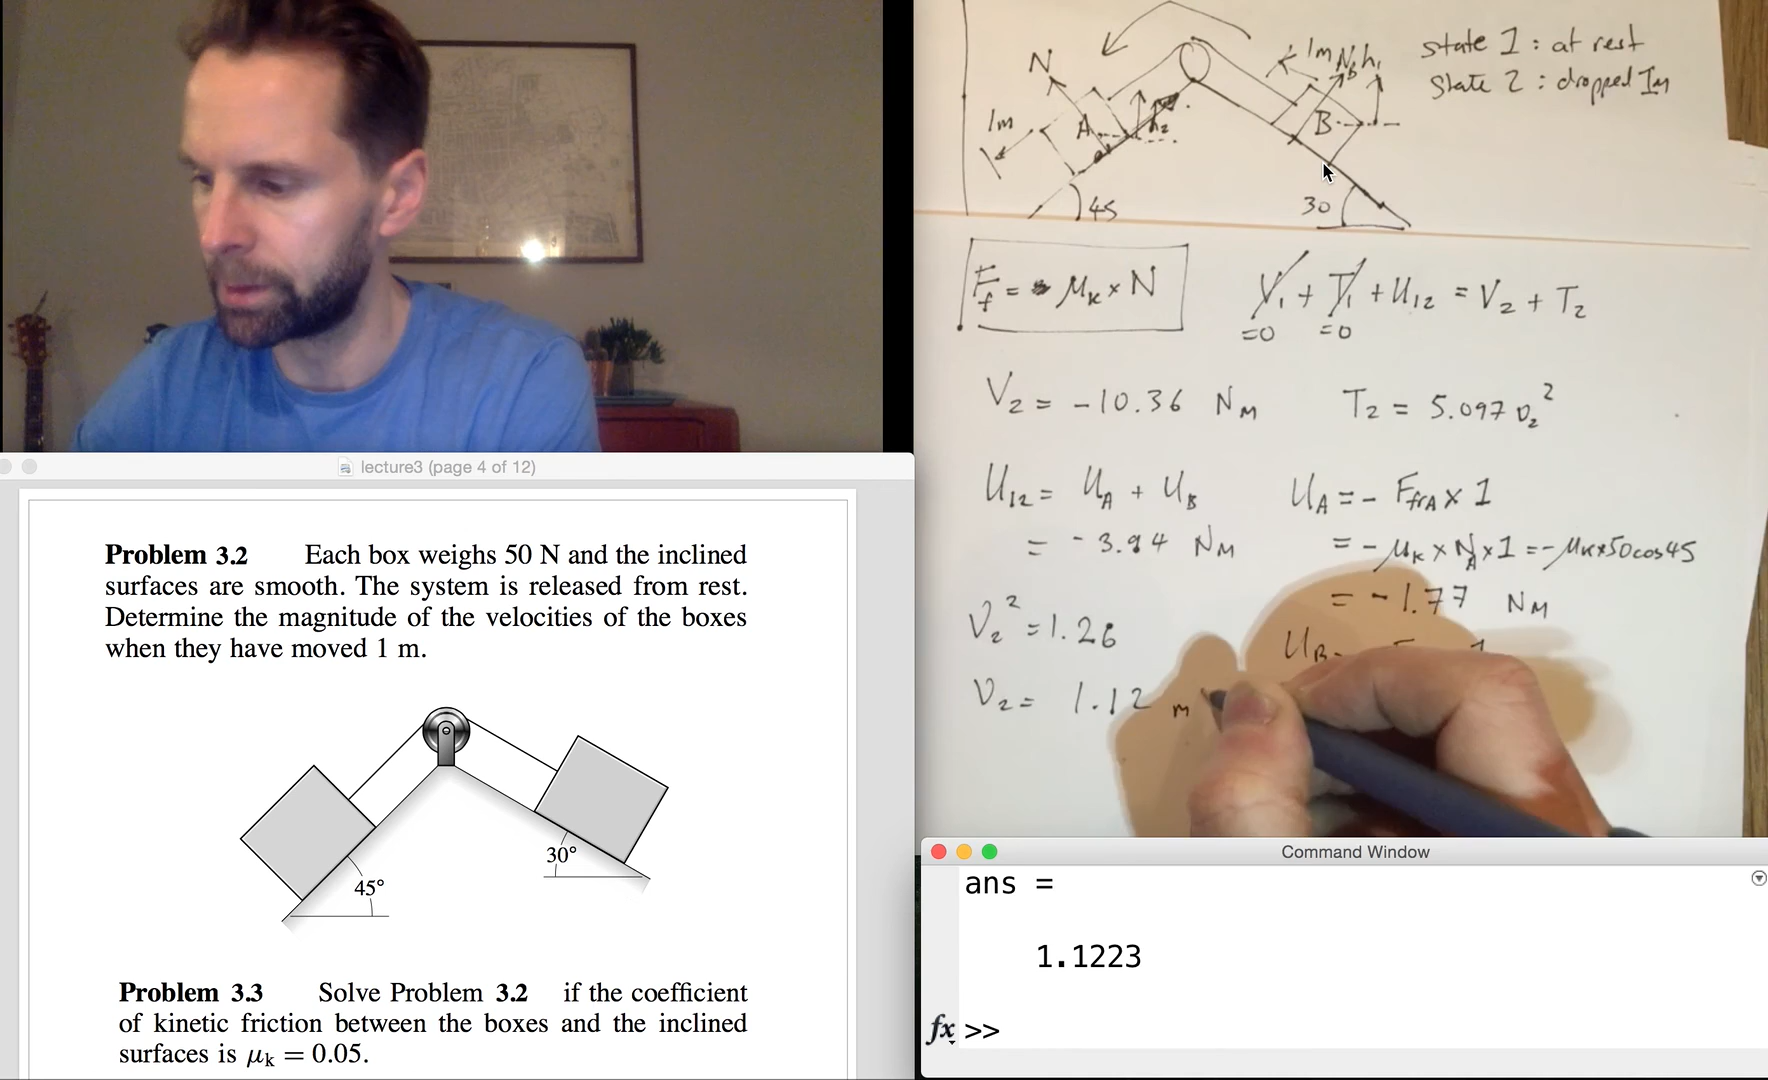 lecture3 (page 4 of 12)
Problem 3.2 Each box weighs 50 N and the inclined
surfaces are smooth. The system is released from rest.
Determine the magnitude of the velocities of the boxes
when they have moved 1 m.
45°
30°
Problem 3.3 Solve Problem 3.2 if the coefficient
of kinetic friction between the boxes and the inclined
surfaces is μk = 0.05.
State 1 : at rest
State 2 : dropped 1m
N
1m
NB
h1
1m
A
h2
B
45
30
Ff = μk × N
V1 + T1 + U12 = V2 + T2
=0 =0
V2 = -10.36 Nm
T2 = 5.097 v2²
U12 = UA + UB
= -3.94 Nm
UA = - FfrA × 1
= - μk × NA × 1 = - μk × 50 cos 45
= -1.77 Nm
UB
v2² = 1.26
v2 = 1.12 m
Command Window
ans =
1.1223
fx >>